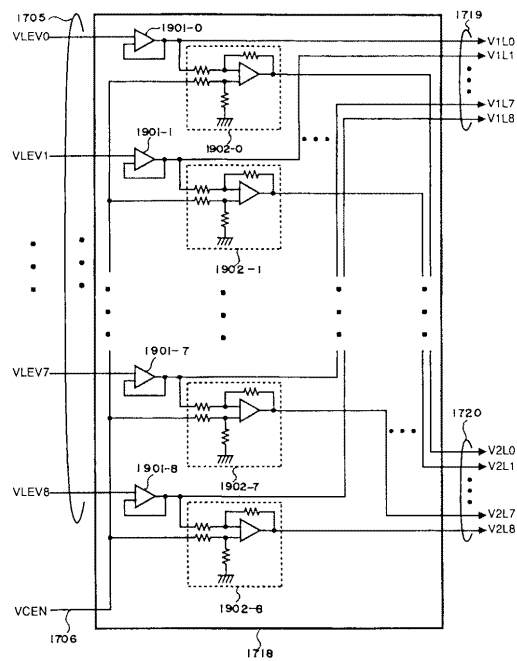 1705
1901-0
1719
VLEV0
V1L0
V1L1
V1L7
V1L8
1901-1
1902-0
VLEV1
1902-1
1901-7
VLEV7
1720
V2L0
V2L1
1901-8
1902-7
VLEV8
V2L7
V2L8
1902-8
VCEN
1706
1718